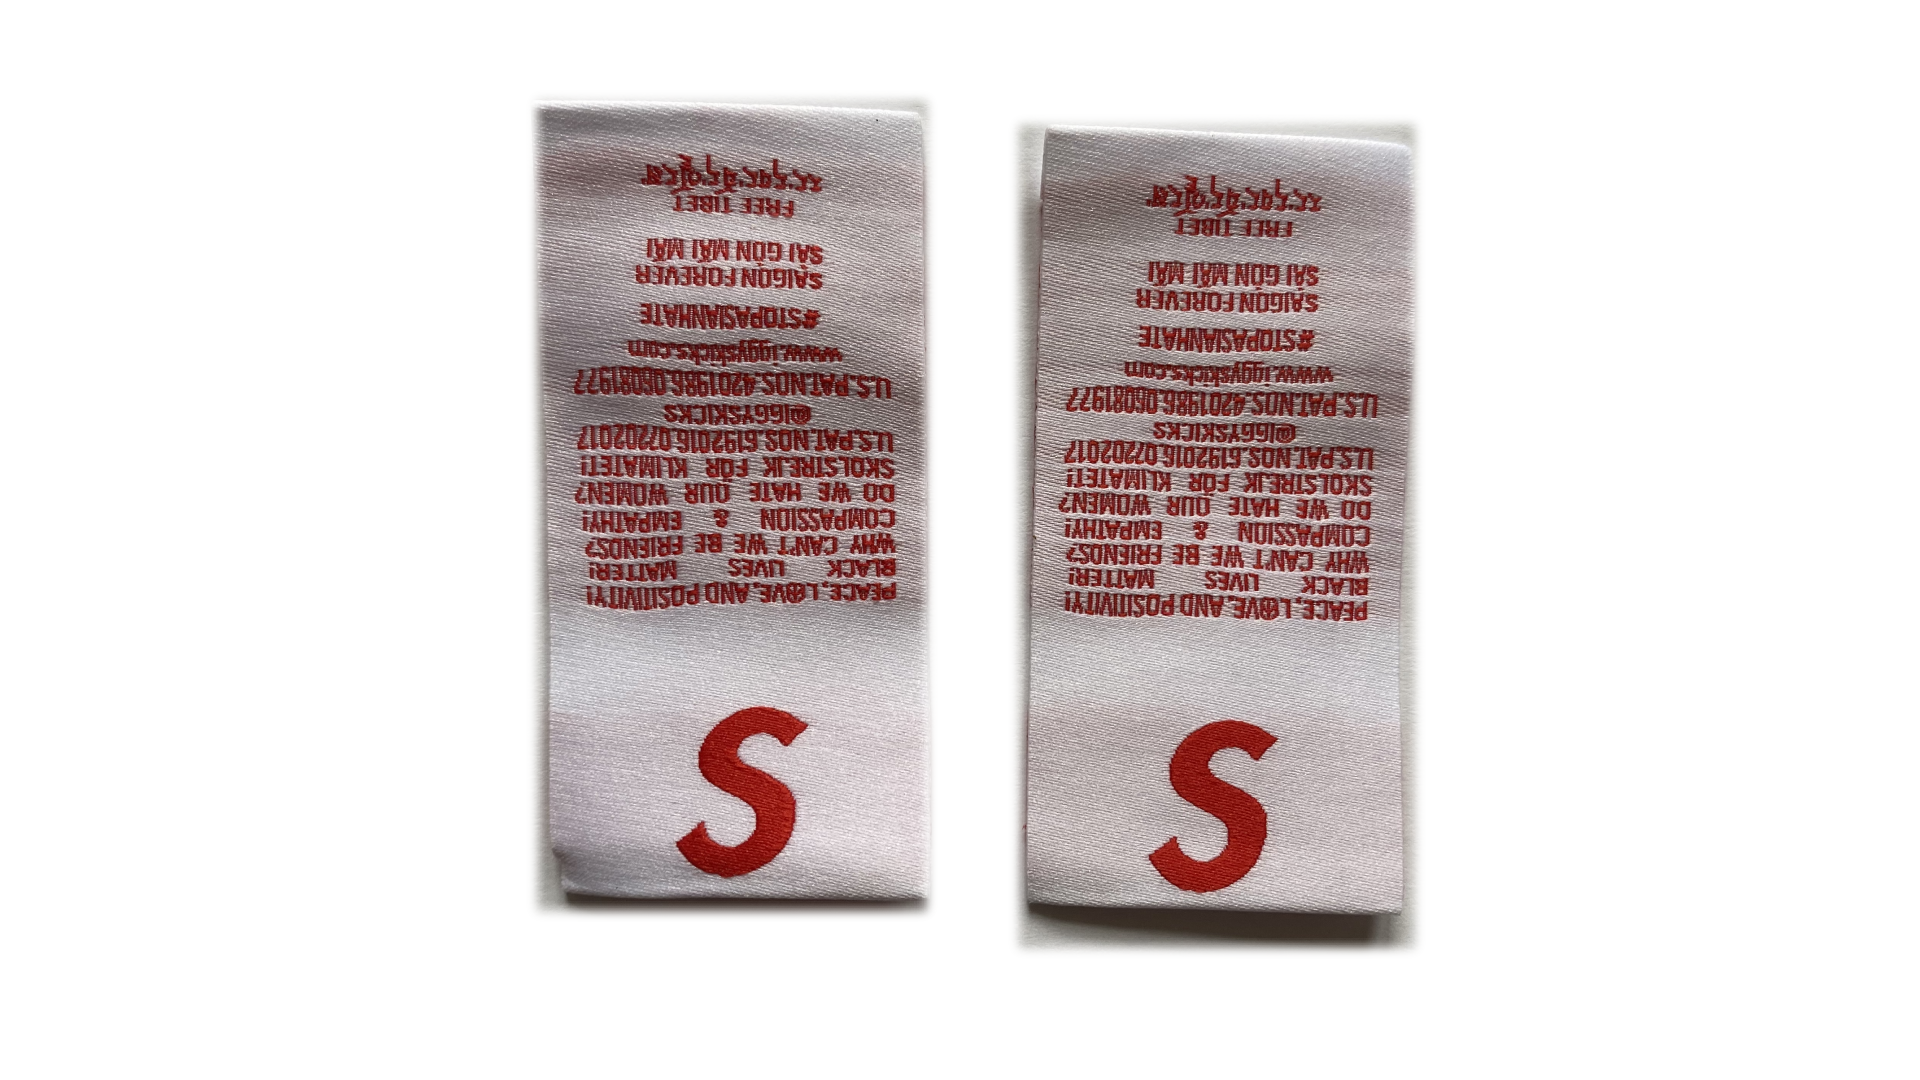 S
PEACE, LOVE, AND POSITIVITY!
BLACK LIVES MATTER!
WHY CAN'T WE BE FRIENDS?
COMPASSION & EMPATHY!
DO WE HATE OUR WOMEN?
SKOLSTREJK FÖR KLIMATET!
U.S.PAT.NOS.6192016.07202017
@IGGYSKICKS
U.S.PAT.NOS.4201986.06081977
www.iggyskicks.com
#STOPASIANHATE
SAIGON FOREVER
SÀI GÒN MÃI MÃI
FREE TIBET
S
PEACE, LOVE, AND POSITIVITY!
BLACK LIVES MATTER!
WHY CAN'T WE BE FRIENDS?
COMPASSION & EMPATHY!
DO WE HATE OUR WOMEN?
SKOLSTREJK FÖR KLIMATET!
U.S.PAT.NOS.6192016.07202017
@IGGYSKICKS
U.S.PAT.NOS.4201986.06081977
www.iggyskicks.com
#STOPASIANHATE
SAIGON FOREVER
SÀI GÒN MÃI MÃI
FREE TIBET